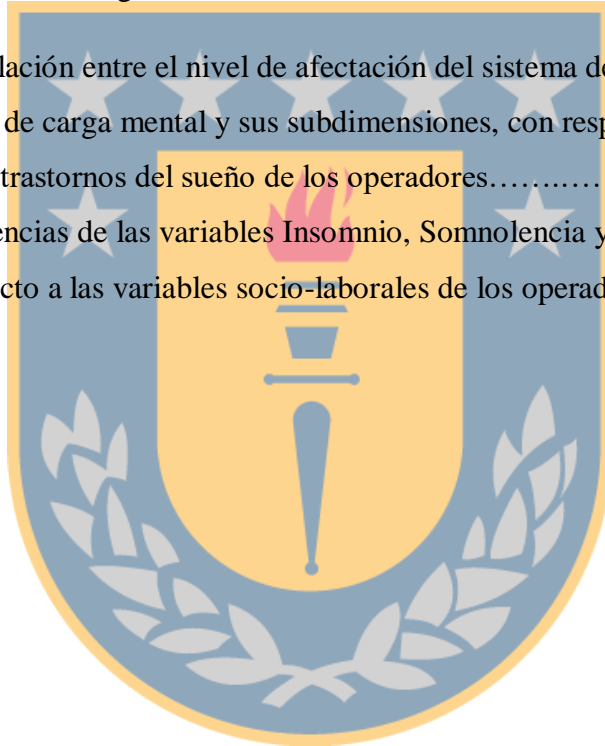 lación entre el nivel de afectación del sistema de
de carga mental y sus subdimensiones, con resp
trastornos del sueño de los operadores…….….
encias de las variables Insomnio, Somnolencia y
cto a las variables socio-laborales de los operad